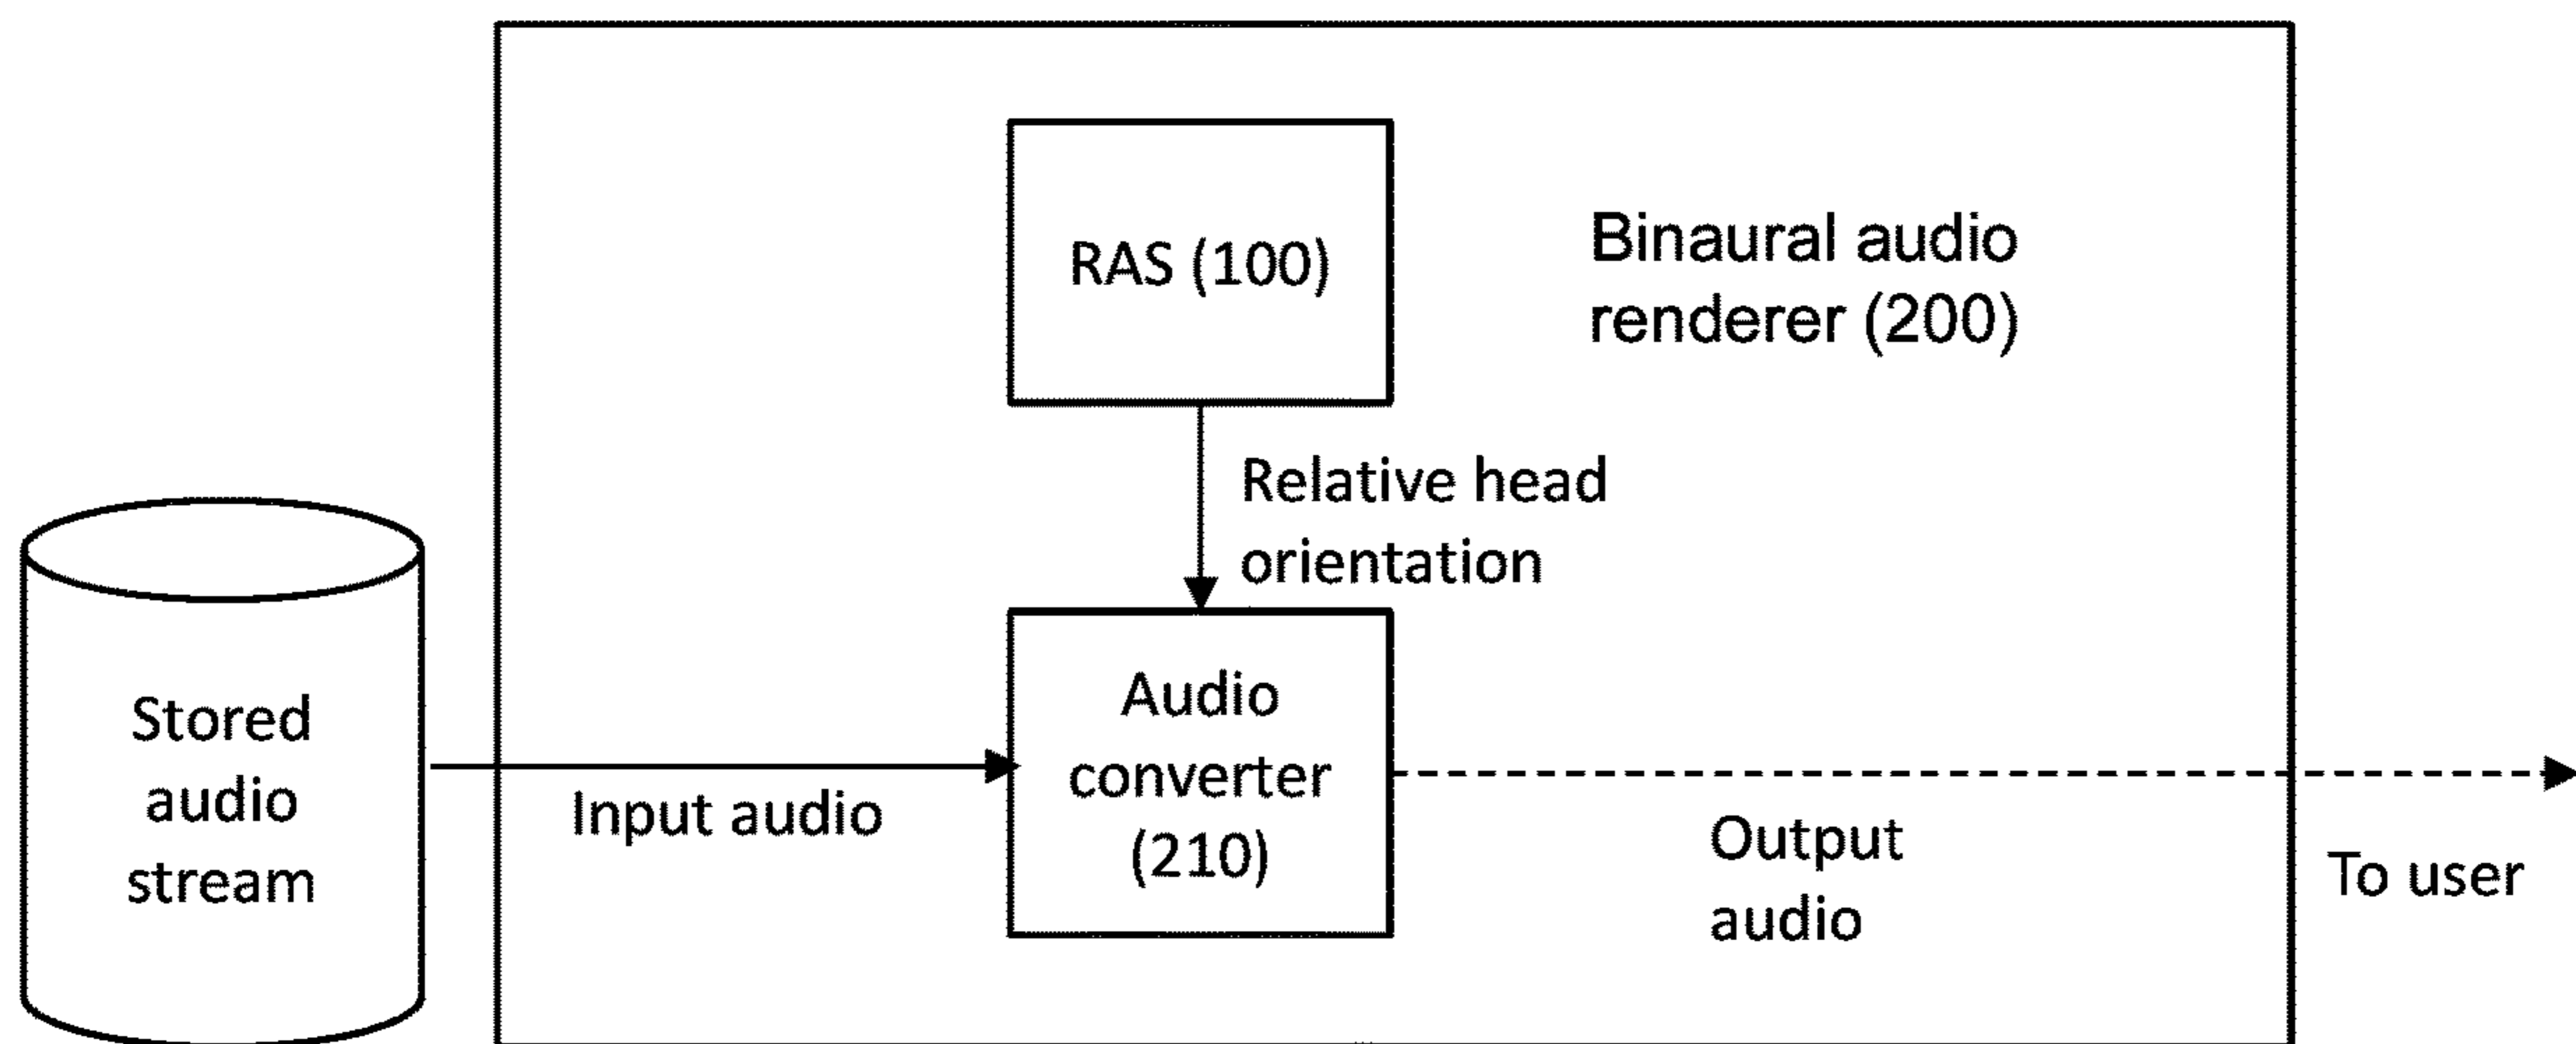 RAS (100)
Binaural audio
renderer (200)
Relative head
orientation
Stored
audio
stream
Input audio
Audio
converter
(210)
Output
audio
To user